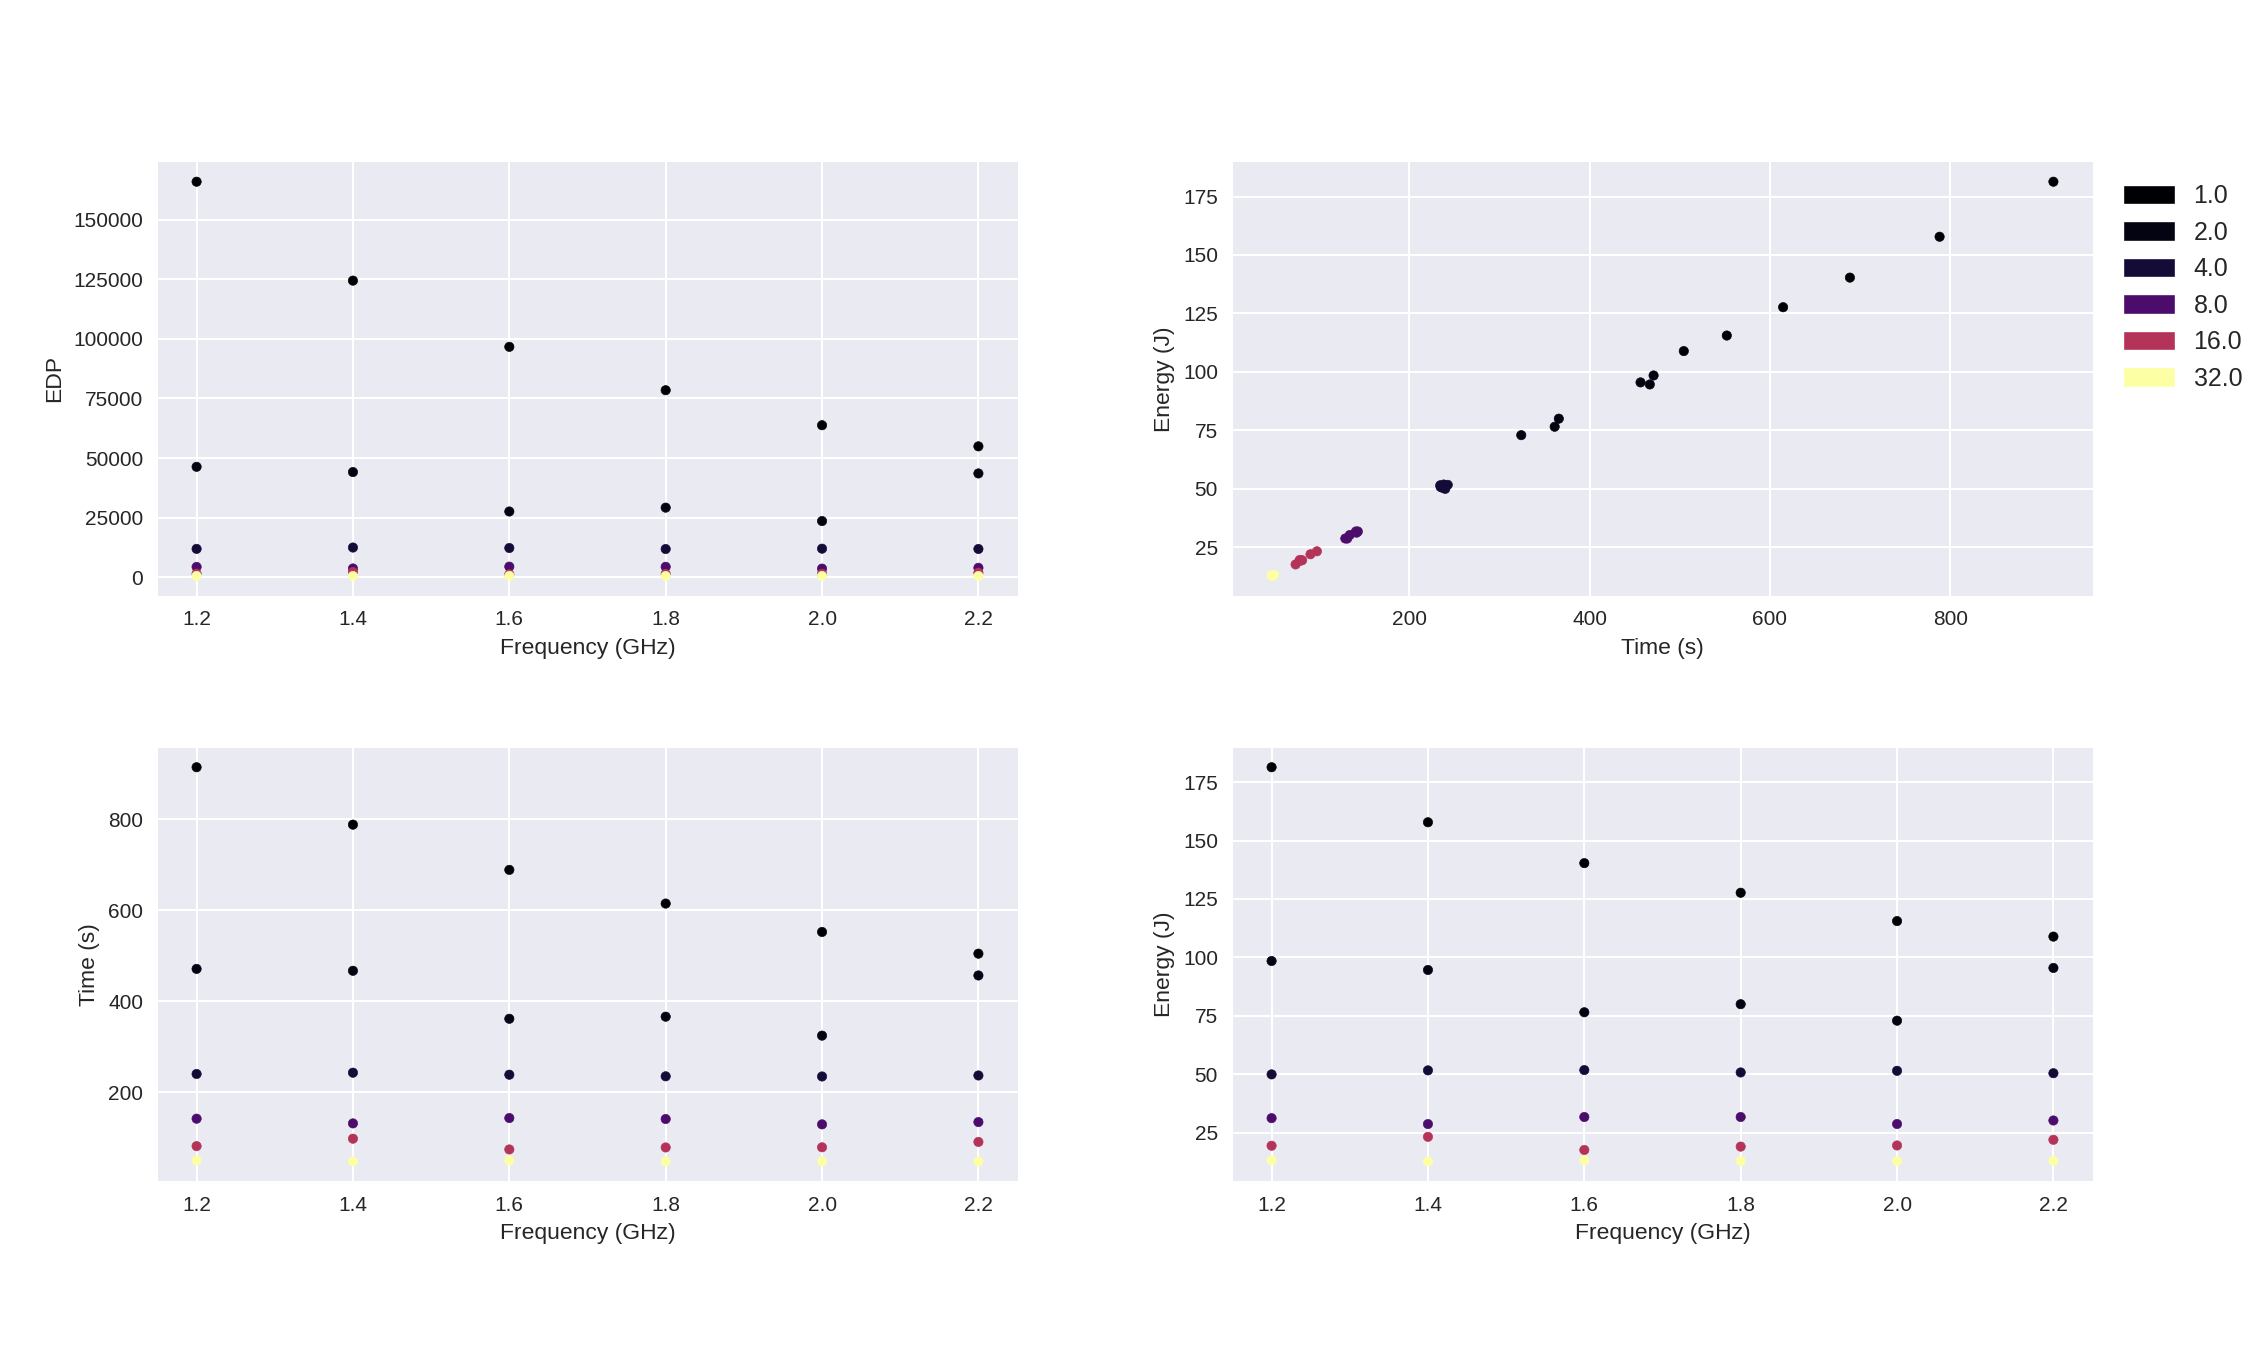 150000
125000
100000
75000
50000
25000
0
EDP
1.2 1.4 1.6 1.8 2.0 2.2
Frequency (GHz)
175
150
125
100
75
50
25
Energy (J)
200 400 600 800
Time (s)
1.0
2.0
4.0
8.0
16.0
32.0
800
600
400
200
Time (s)
1.2 1.4 1.6 1.8 2.0 2.2
Frequency (GHz)
175
150
125
100
75
50
25
Energy (J)
1.2 1.4 1.6 1.8 2.0 2.2
Frequency (GHz)